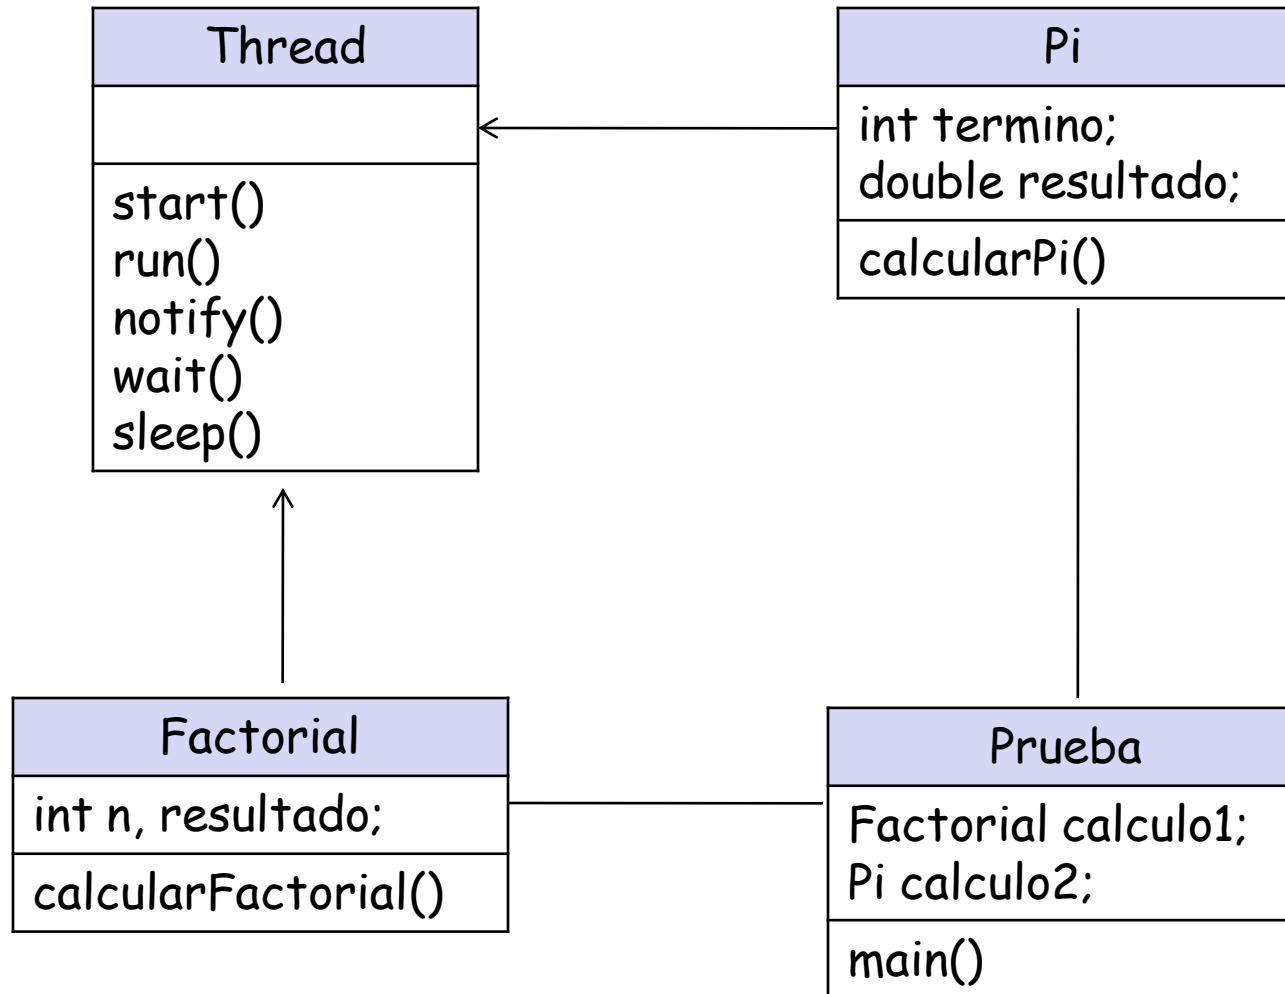 Thread
start()
run()
notify()
wait()
sleep()
Pi
int termino;
double resultado;
calcularPi()
Factorial
int n, resultado;
calcularFactorial()
Prueba
Factorial calculo1;
Pi calculo2;
main()